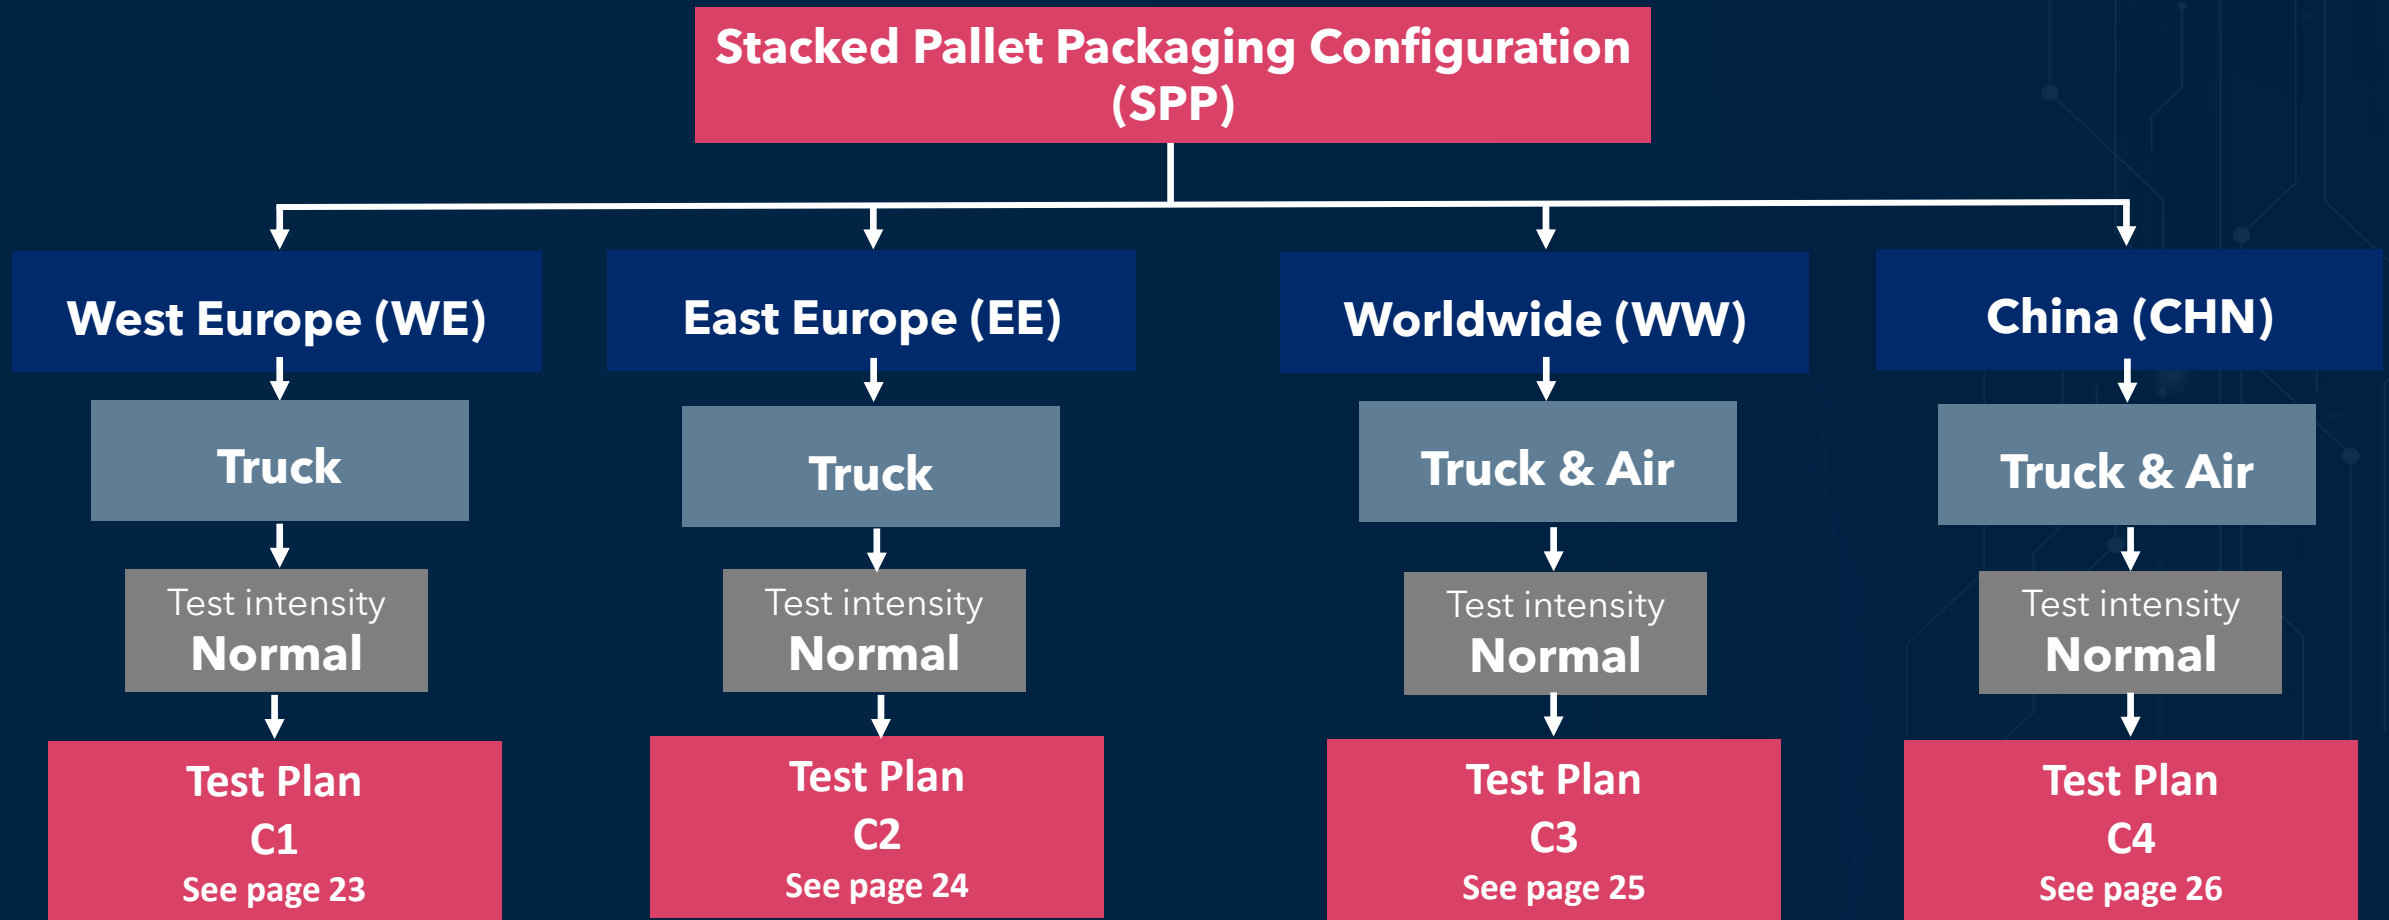 Stacked Pallet Packaging Configuration
(SPP)
West Europe (WE)
East Europe (EE)
Worldwide (WW)
China (CHN)
Truck
Truck
Truck & Air
Truck & Air
Test intensity
Normal
Test intensity
Normal
Test intensity
Normal
Test intensity
Normal
Test Plan
C1
See page 23
Test Plan
C2
See page 24
Test Plan
C3
See page 25
Test Plan
C4
See page 26